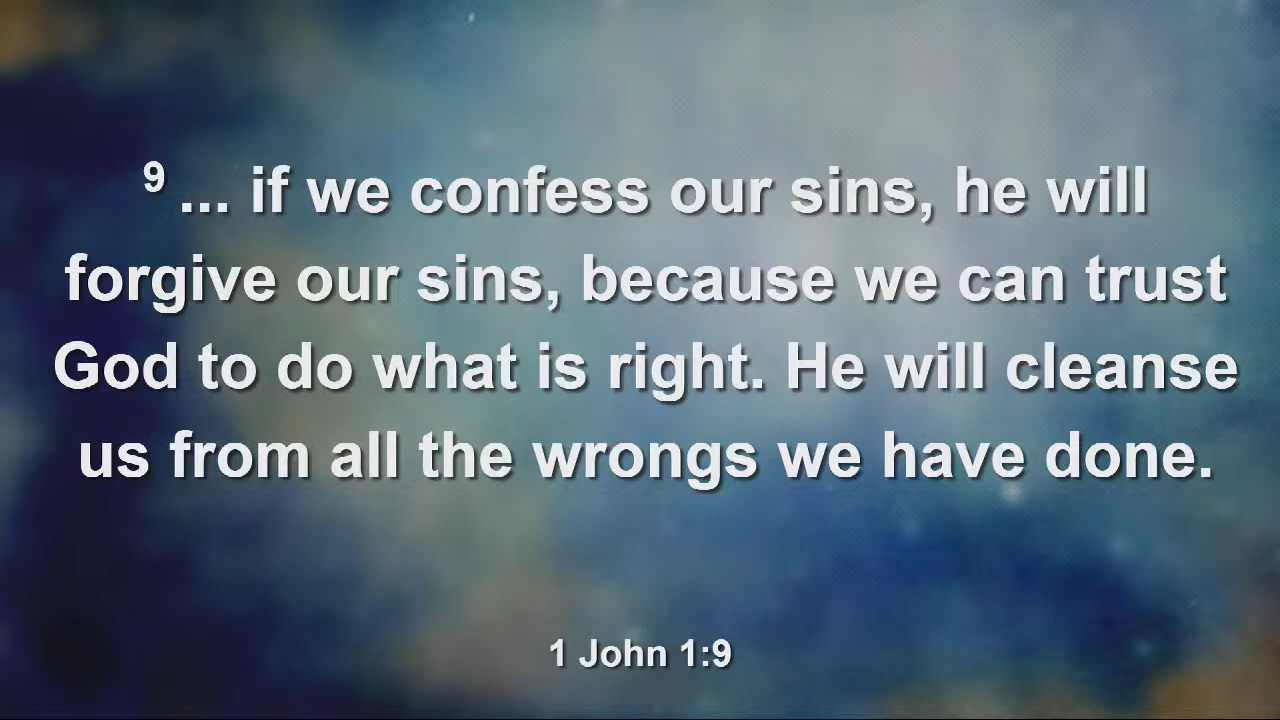 9 ... if we confess our sins, he will
forgive our sins, because we can trust
God to do what is right. He will cleanse
us from all the wrongs we have done.
1 John 1:9